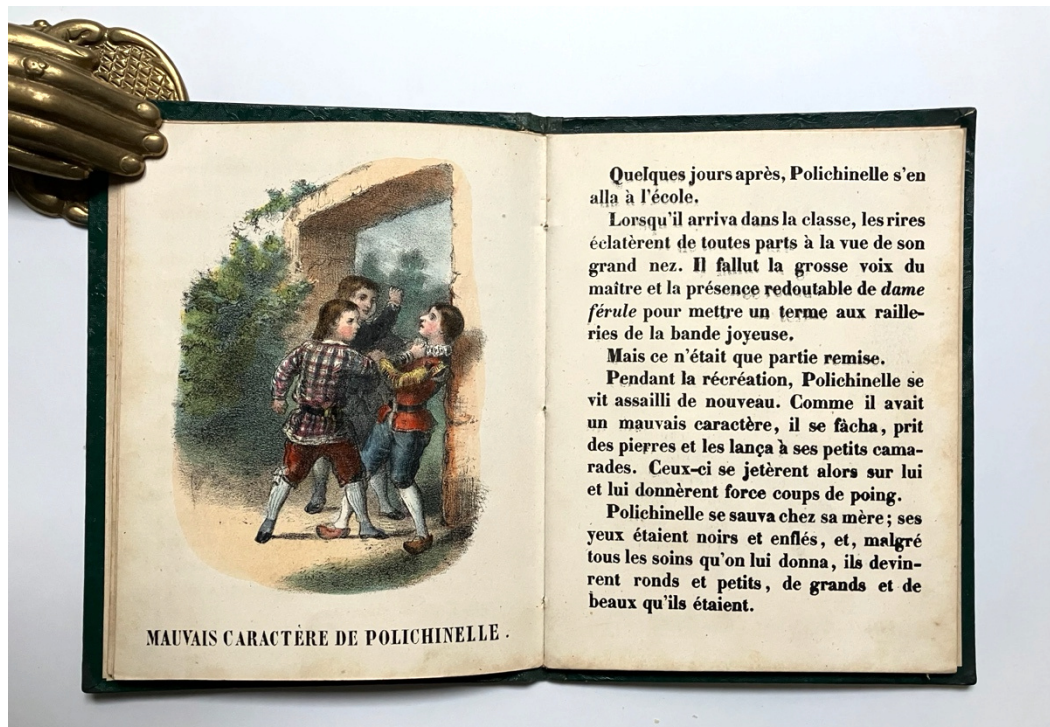 MAUVAIS CARACTÈRE DE POLICHINELLE.
Quelques jours après, Polichinelle s'en
alla à l'école.
Lorsqu'il arriva dans la classe, les rires
éclatèrent de toutes parts à la vue de son
grand nez. Il fallut la grosse voix du
maître et la présence redoutable de dame
férule pour mettre un terme aux raille-
ries de la bande joyeuse.
Mais ce n'était que partie remise.
Pendant la récréation, Polichinelle se
vit assailli de nouveau. Comme il avait
un mauvais caractère, il se fâcha, prit
des pierres et les lança à ses petits cama-
rades. Ceux-ci se jetèrent alors sur lui
et lui donnèrent force coups de poing.
Polichinelle se sauva chez sa mère ; ses
yeux étaient noirs et enflés, et, malgré
tous les soins qu'on lui donna, ils devin-
rent ronds et petits, de grands et de
beaux qu'ils étaient.